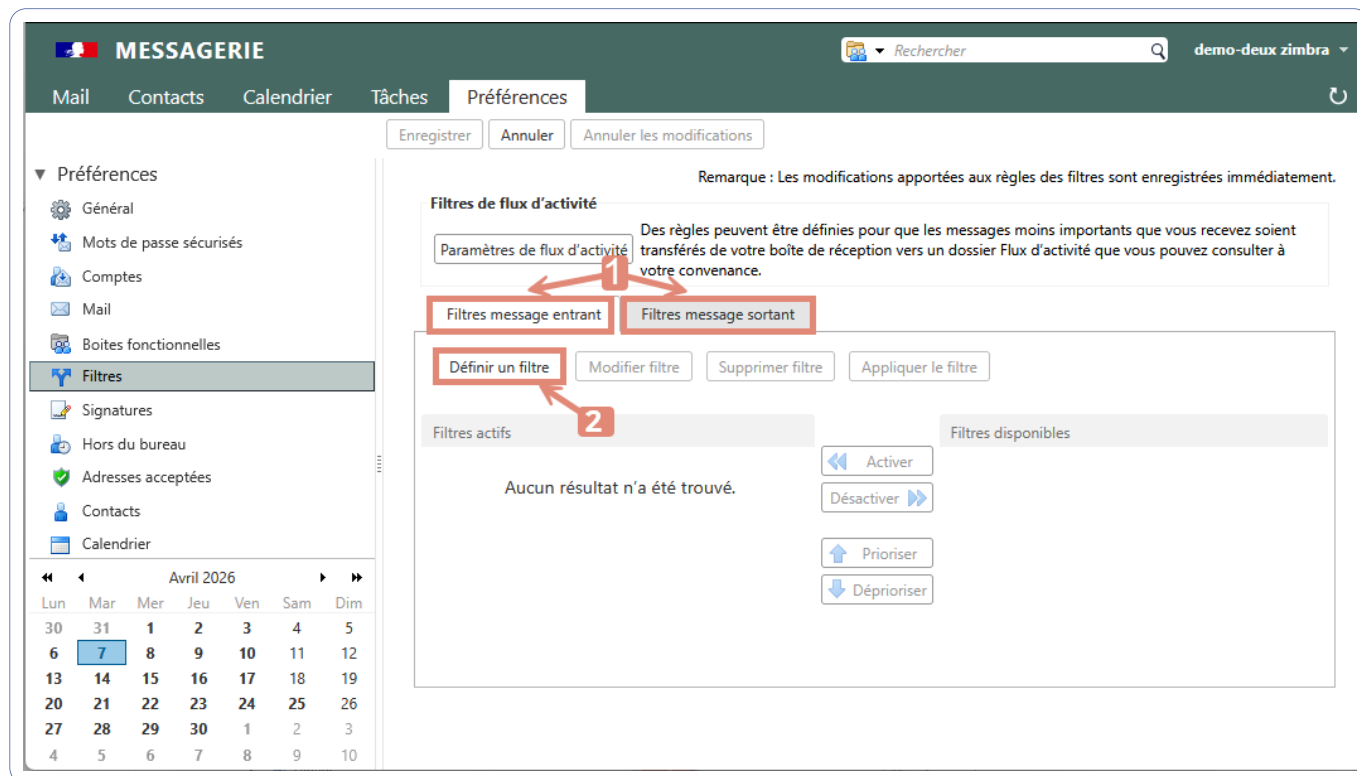 MESSAGERIE
Rechercher
demo-deux zimbra
Mail Contacts Calendrier Tâches Préférences
Enregistrer Annuler Annuler les modifications
Préférences
Général
Mots de passe sécurisés
Comptes
Mail
Boites fonctionnelles
Filtres
Signatures
Hors du bureau
Adresses acceptées
Contacts
Calendrier
Avril 2026
Lun Mar Mer Jeu Ven Sam Dim
30 31 1 2 3 4 5
6 7 8 9 10 11 12
13 14 15 16 17 18 19
20 21 22 23 24 25 26
27 28 29 30 1 2 3
4 5 6 7 8 9 10
Remarque : Les modifications apportées aux règles des filtres sont enregistrées immédiatement.
Filtres de flux d’activité
Paramètres de flux d’activité
Des règles peuvent être définies pour que les messages moins importants que vous recevez soient
transférés de votre boîte de réception vers un dossier Flux d’activité que vous pouvez consulter à
votre convenance.
1
Filtres message entrant Filtres message sortant
Définir un filtre Modifier filtre Supprimer filtre Appliquer le filtre
2
Filtres actifs
Aucun résultat n’a été trouvé.
Activer
Désactiver
Prioriser
Déprioriser
Filtres disponibles